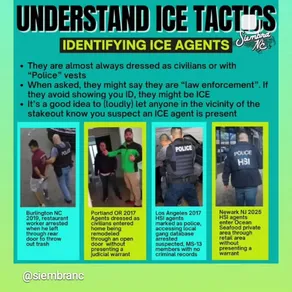 UNDERSTAND ICE TACTICS
Siembra
NC
IDENTIFYING ICE AGENTS
• They are almost always dressed as civilians or with
"Police" vests
• When asked, they might say they are "law enforcement". If
they avoid showing you ID, they might be ICE
• It's a good idea to (loudly) let anyone in the vicinity of the
stakeout know you suspect an ICE agent is present
POLICE
POLICE
HSI
Burlington NC
2019, restaurant
worker arrested
when he left
through rear
door to throw
out trash
Portland OR 2017
Agents dressed as
civilians entered
home being
remodeled through
an open door
without presenting a
judicial warrant
Los Angeles 2017
HSI agents
marked as police,
accessing local
gang database
arrested
suspected, MS-13
members with no
criminal records
Newark NJ 2025
HSI agents
enter Ocean
Seafood private
area through
retail area
without
presenting a
warrant
@siembranc